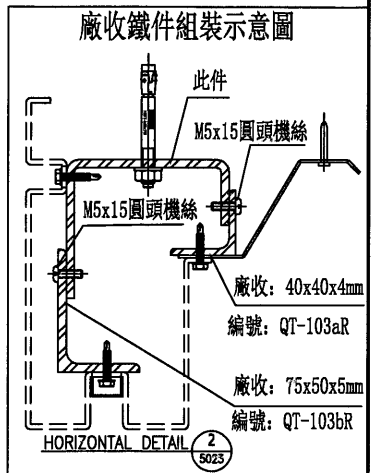 廠收鐵件組裝示意圖
此件
M5x15圓頭機絲
M5x15圓頭機絲
廠收: 40x40x4mm
編號: QT-103aR
廠收: 75x50x5mm
編號: QT-103bR
HORIZONTAL DETAIL
2
5023